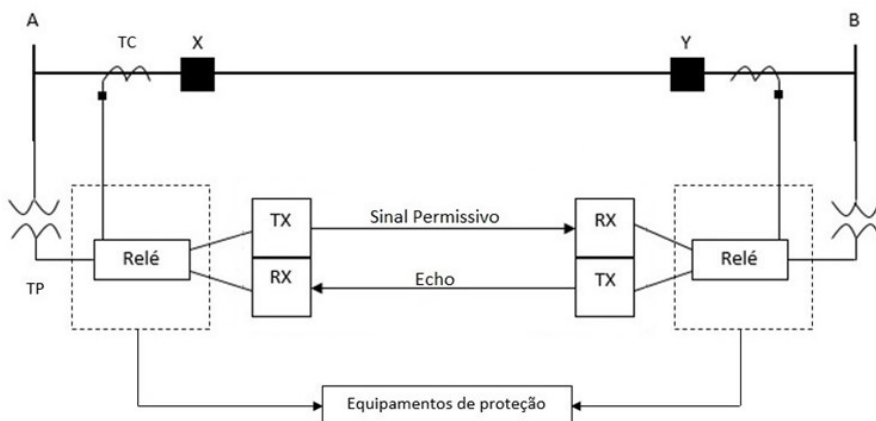 A
B
TC
X
Y
TX
Sinal Permissivo
RX
Relé
Relé
RX
Echo
TX
TP
Equipamentos de proteção